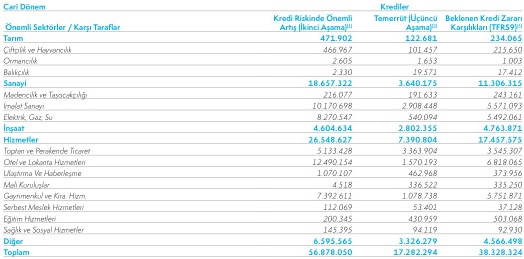 Cari Dönem Krediler
Önemli Sektörler / Karşı Taraflar Kredi Riskinde Önemli Artış (İkinci Aşama)⁽¹⁾ Temerrüt (Üçüncü Aşama)⁽²⁾ Beklenen Kredi Zararı Karşılıkları (TFRS9)⁽³⁾
Tarım 471.902 122.681 234.065
Çiftçilik ve Hayvancılık 466.967 101.457 215.650
Ormancılık 2.605 1.653 1.003
Balıkçılık 2.330 19.571 17.412
Sanayi 18.657.322 3.640.175 11.306.315
Madencilik ve Taşocakçılığı 216.077 191.633 243.161
İmalat Sanayi 10.170.698 2.908.448 5.571.093
Elektrik, Gaz, Su 8.270.547 540.094 5.492.061
İnşaat 4.604.634 2.802.355 4.763.871
Hizmetler 26.548.627 7.390.804 17.457.575
Toptan ve Perakende Ticaret 5.133.428 3.363.904 3.545.307
Otel ve Lokanta Hizmetleri 12.490.154 1.570.193 6.818.065
Ulaştırma Ve Haberleşme 1.070.107 462.968 373.956
Mali Kuruluşlar 4.518 336.522 335.250
Gayrimenkul ve Kira. Hizm. 7.392.611 1.078.738 5.751.871
Serbest Meslek Hizmetleri 112.069 53.401 37.128
Eğitim Hizmetleri 200.345 430.959 503.068
Sağlık ve Sosyal Hizmetler 145.395 94.119 92.930
Diğer 6.595.565 3.326.279 4.566.498
Toplam 56.878.050 17.282.294 38.328.324